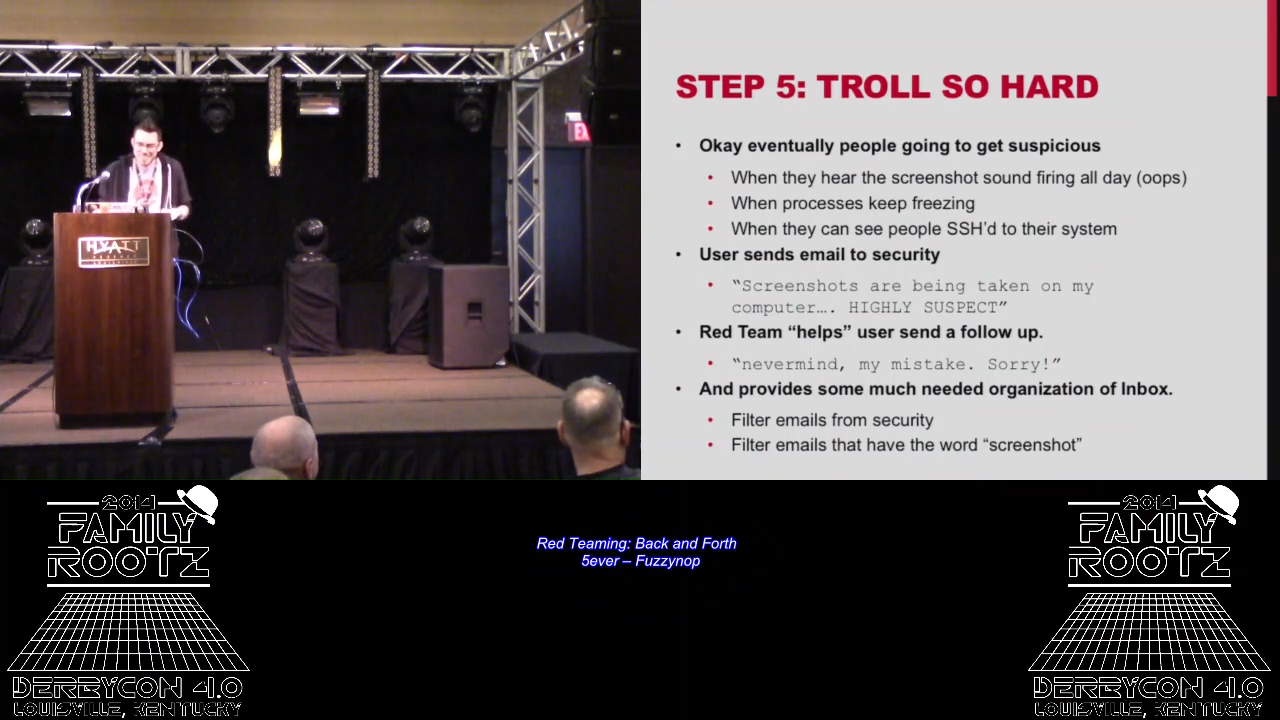 STEP 5: TROLL SO HARD
• Okay eventually people going to get suspicious
• When they hear the screenshot sound firing all day (oops)
• When processes keep freezing
• When they can see people SSH’d to their system
• User sends email to security
• “Screenshots are being taken on my
computer…. HIGHLY SUSPECT”
• Red Team “helps” user send a follow up.
• “nevermind, my mistake. Sorry!”
• And provides some much needed organization of Inbox.
• Filter emails from security
• Filter emails that have the word “screenshot”
HYATT
2014
FAMILY
ROOTZ
DERBYCON 4.0
LOUISVILLE, KENTUCKY
Red Teaming: Back and Forth
5ever – Fuzzynop
2014
FAMILY
ROOTZ
DERBYCON 4.0
LOUISVILLE, KENTUCKY